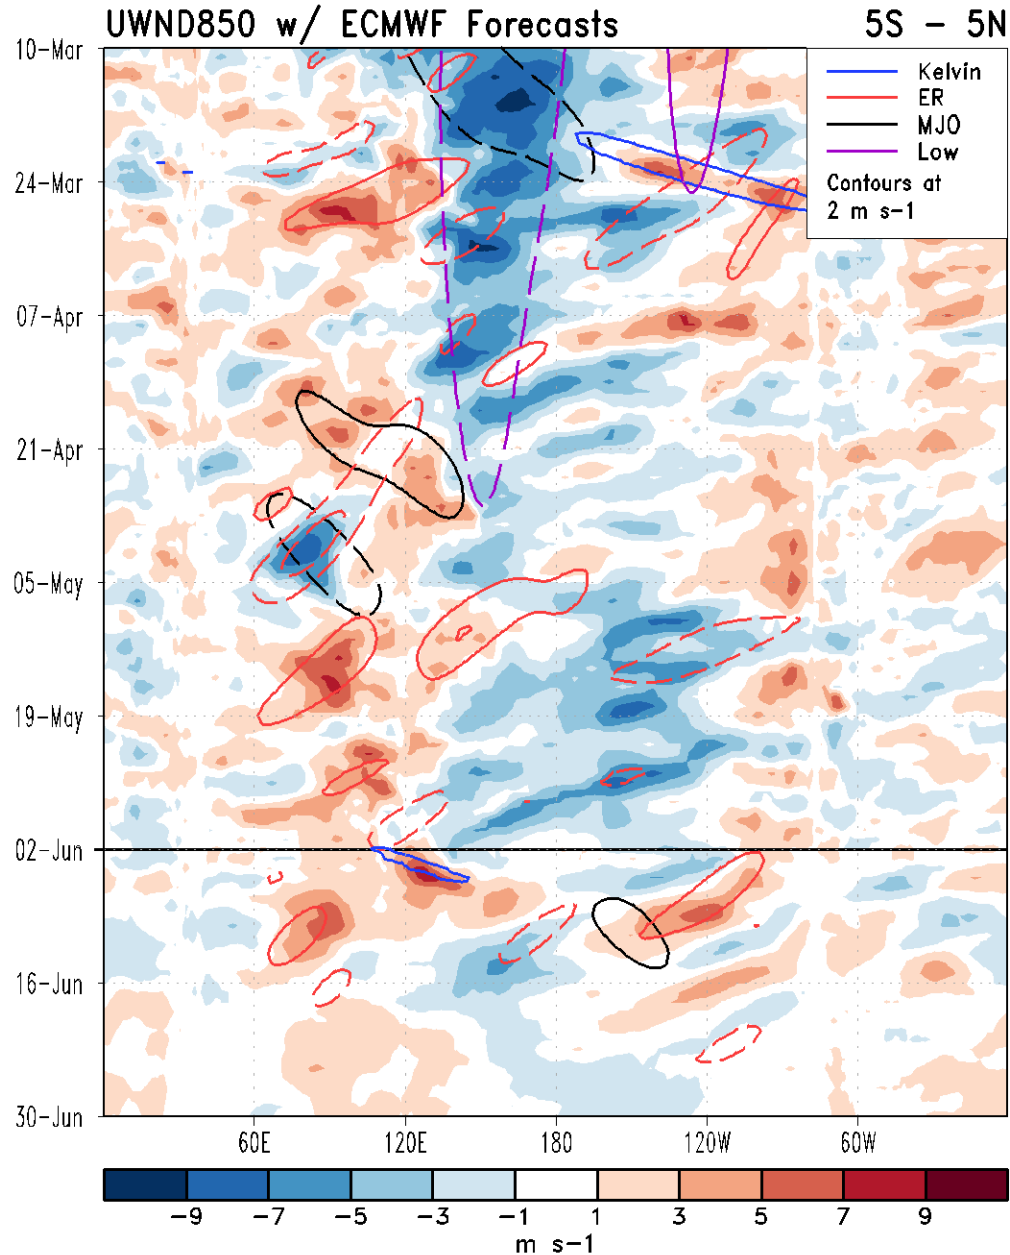 UWND850 w/ ECMWF Forecasts 5S - 5N
10-Mar
24-Mar
07-Apr
21-Apr
05-May
19-May
02-Jun
16-Jun
30-Jun
Kelvin
ER
MJO
Low
Contours at
2 m s-1
60E 120E 180 120W 60W
-9 -7 -5 -3 -1 1 3 5 7 9
m s-1